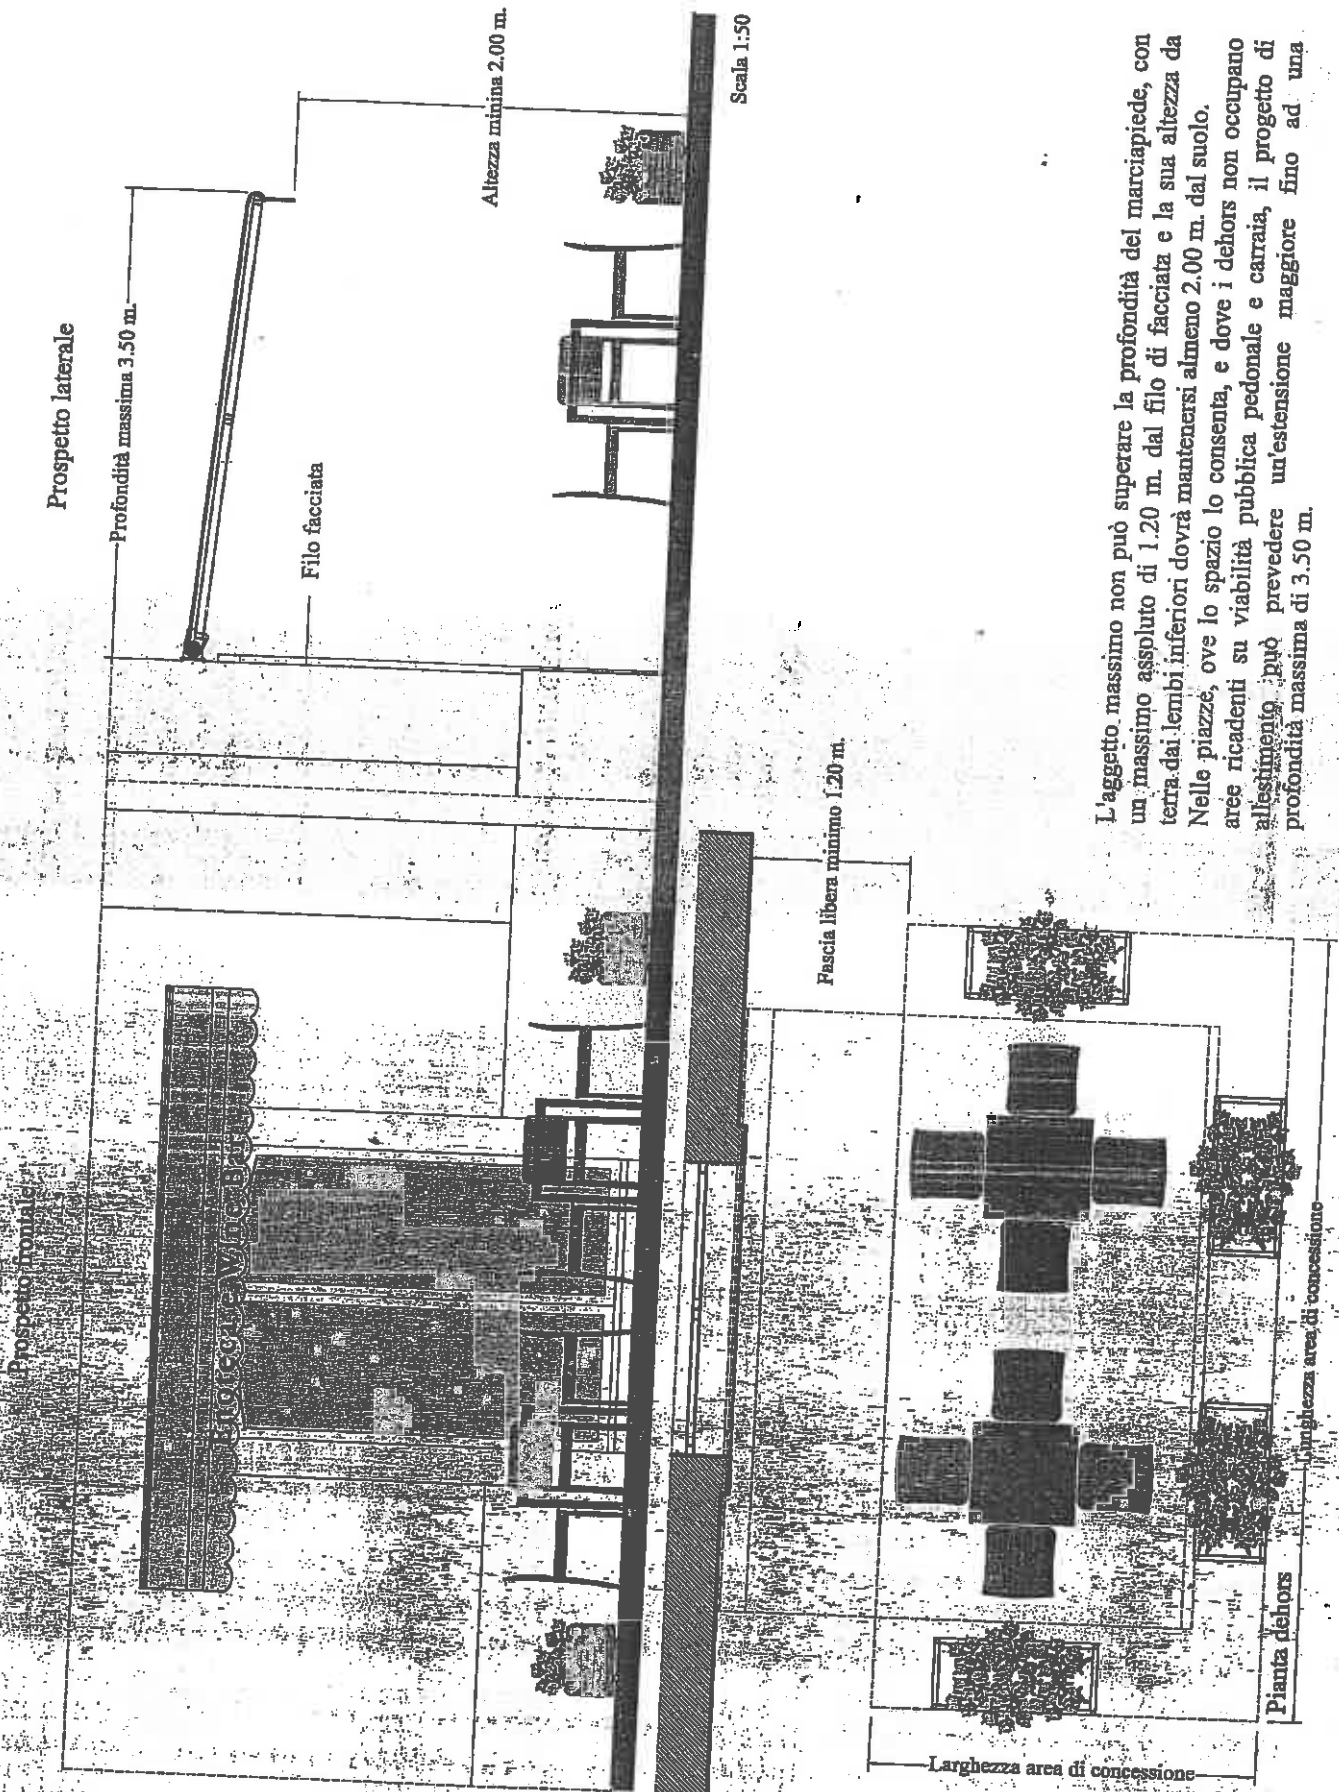 Prospetto frontale
Prospetto laterale
Profondità massima 3.50 m.
Filo facciata
Altezza minina 2.00 m.
Enoteca e Wine Bar
Scala 1:50
Fascia libera minimo 1.20 m.
Larghezza area di concessione
Pianta dehors
Lunghezza area di concessione
L'aggetto massimo non può superare la profondità del marciapiede, con
un massimo assoluto di 1.20 m. dal filo di facciata e la sua altezza da
terra dai lembi inferiori dovrà mantenersi almeno 2.00 m. dal suolo.
Nelle piazze, ove lo spazio lo consenta, e dove i dehors non occupano
aree ricadenti su viabilità pubblica pedonale e carraia, il progetto di
allestimento può prevedere un'estensione maggiore fino ad una
profondità massima di 3.50 m.